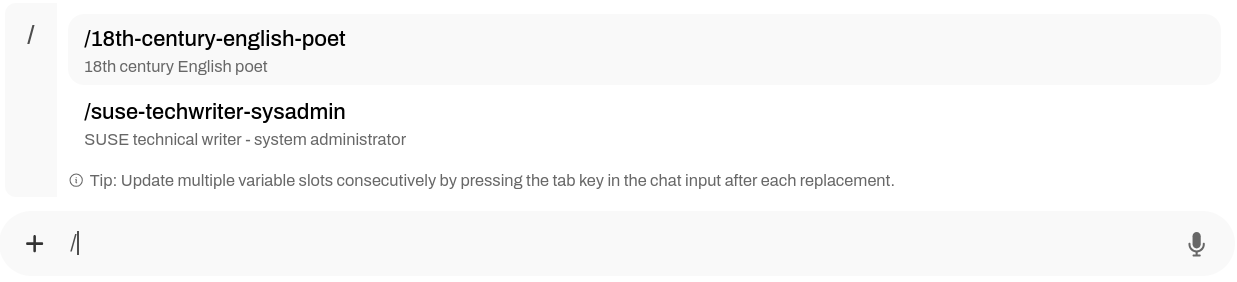 /
/18th-century-english-poet
18th century English poet
/suse-techwriter-sysadmin
SUSE technical writer - system administrator
Tip: Update multiple variable slots consecutively by pressing the tab key in the chat input after each replacement.
/